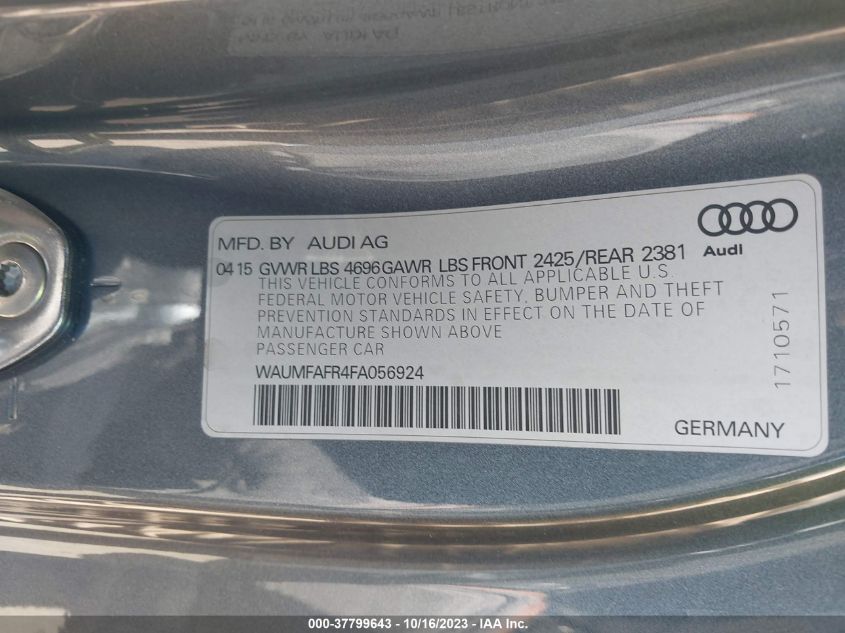 MFD. BY AUDI AG
Audi
04 15 GVWR LBS 4696 GAWR LBS FRONT 2425/REAR 2381
THIS VEHICLE CONFORMS TO ALL APPLICABLE U.S.
FEDERAL MOTOR VEHICLE SAFETY, BUMPER AND THEFT
PREVENTION STANDARDS IN EFFECT ON THE DATE OF
MANUFACTURE SHOWN ABOVE
PASSENGER CAR
WAUMFAFR4FA056924
1710571
GERMANY
000-37799643 - 10/16/2023 - IAA Inc.